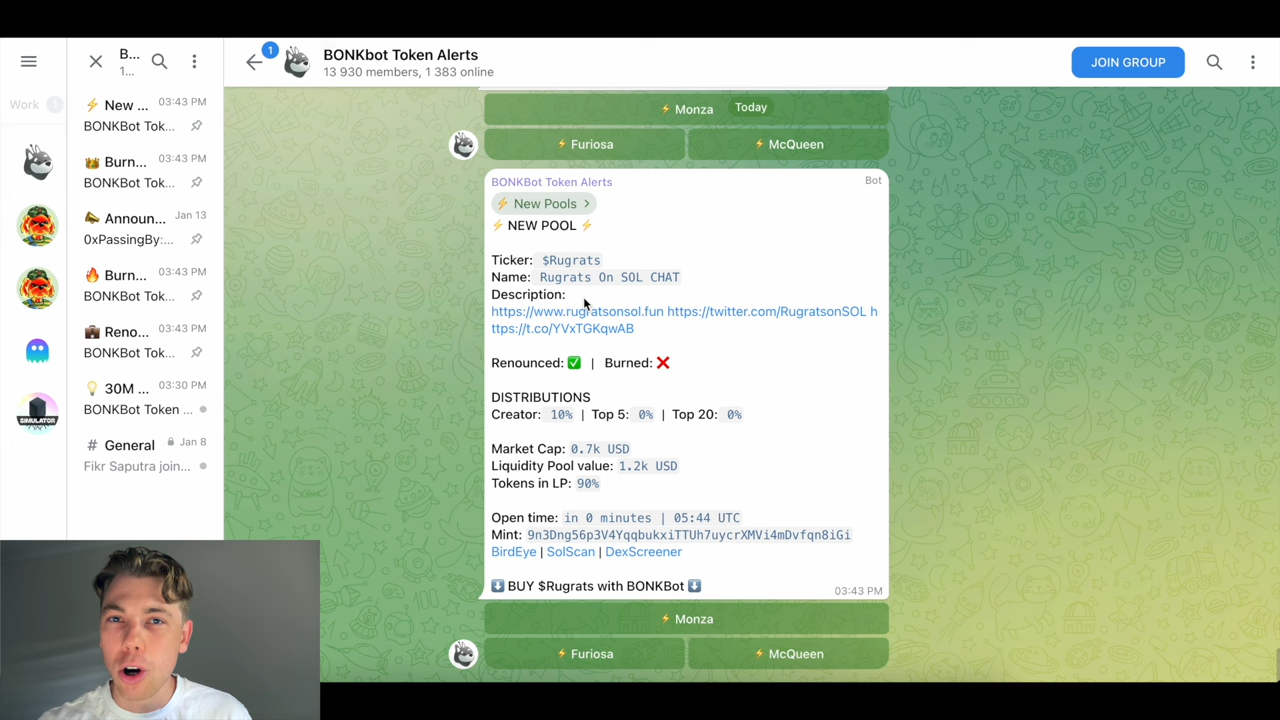 Work 1
B...
1...
⚡ New ... 03:43 PM
BONKBot Tok...
👑 Burn... 03:43 PM
BONKBot Tok...
📣 Announ... Jan 13
0xPassingBy:...
🔥 Burn... 03:43 PM
BONKBot Tok...
💼 Reno... 03:43 PM
BONKBot Tok...
💡 30M ... 03:30 PM
BONKBot Token ...
# General Jan 8
Fikr Saputra join...
SIMULATOR
1
BONKbot Token Alerts
13 930 members, 1 383 online
JOIN GROUP
⚡ Monza
Today
⚡ Furiosa ⚡ McQueen
BONKBot Token Alerts Bot
⚡ New Pools >
⚡ NEW POOL ⚡
Ticker: $Rugrats
Name: Rugrats On SOL CHAT
Description:
https://www.rugratsonsol.fun https://twitter.com/RugratsonSOL h
ttps://t.co/YVxTGKqwAB
Renounced: ✅ | Burned: ❌
DISTRIBUTIONS
Creator: 10% | Top 5: 0% | Top 20: 0%
Market Cap: 0.7k USD
Liquidity Pool value: 1.2k USD
Tokens in LP: 90%
Open time: in 0 minutes | 05:44 UTC
Mint: 9n3Dng56p3V4YqqbukxiTTUh7uycrXMVi4mDvfqn8iGi
BirdEye | SolScan | DexScreener
⬇️ BUY $Rugrats with BONKBot ⬇️
03:43 PM
⚡ Monza
⚡ Furiosa ⚡ McQueen